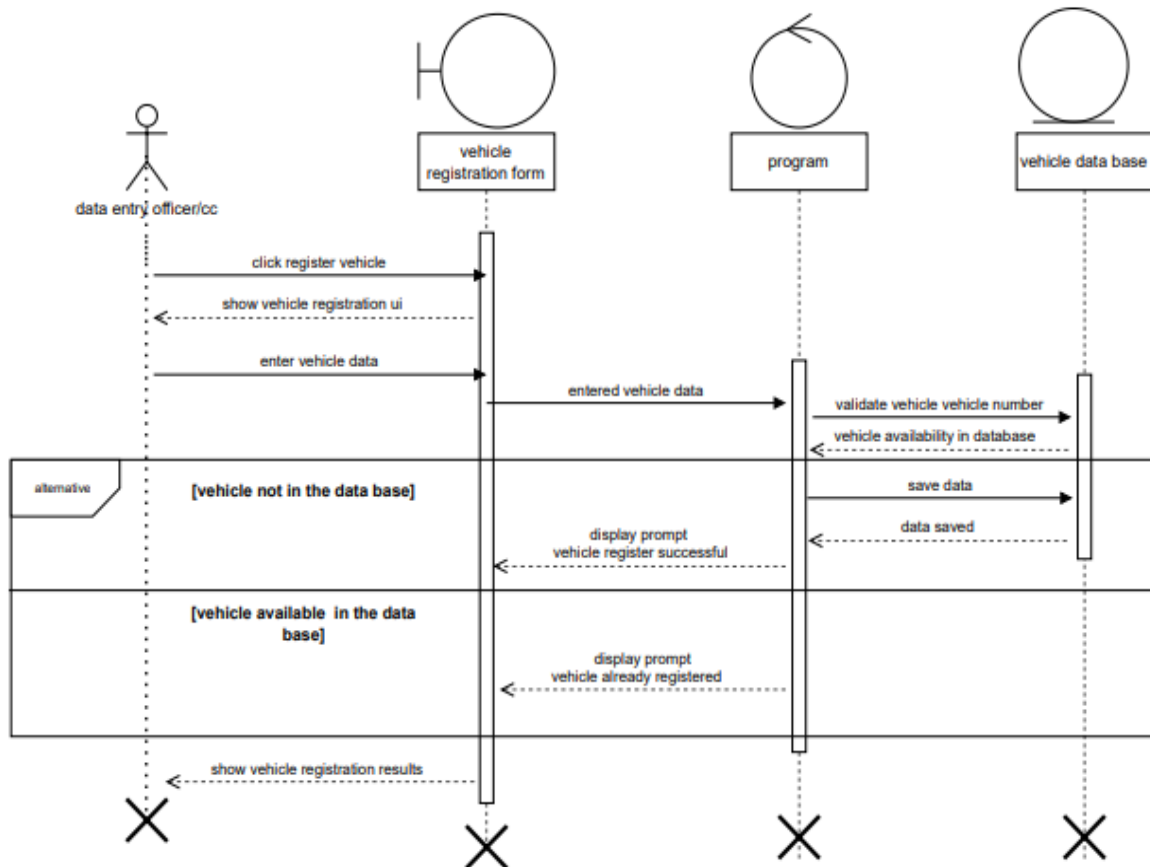 vehicle
registration form
program
vehicle data base
data entry officer/cc
click register vehicle
show vehicle registration ui
enter vehicle data
entered vehicle data
validate vehicle vehicle number
vehicle availability in database
alternative
[vehicle not in the data base]
save data
data saved
display prompt
vehicle register successful
[vehicle available in the data
base]
display prompt
vehicle already registered
show vehicle registration results